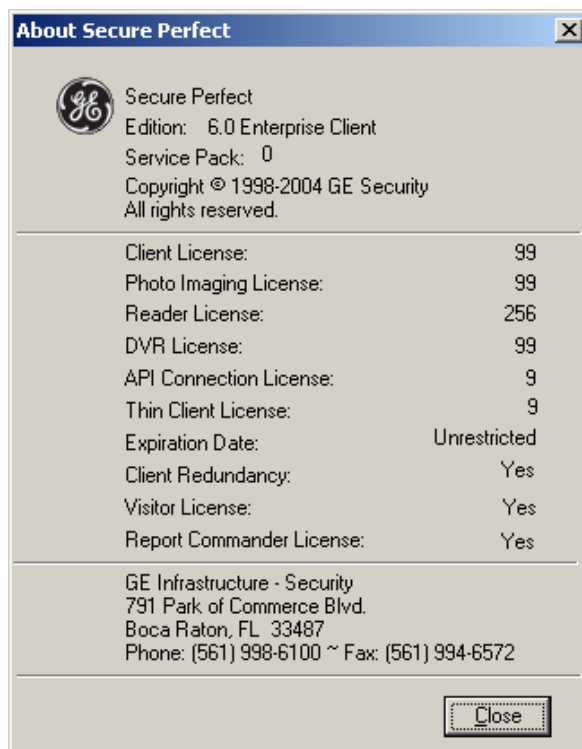 About Secure Perfect
GE
Secure Perfect
Edition: 6.0 Enterprise Client
Service Pack: 0
Copyright © 1998-2004 GE Security
All rights reserved.
Client License: 99
Photo Imaging License: 99
Reader License: 256
DVR License: 99
API Connection License: 9
Thin Client License: 9
Expiration Date: Unrestricted
Client Redundancy: Yes
Visitor License: Yes
Report Commander License: Yes
GE Infrastructure - Security
791 Park of Commerce Blvd.
Boca Raton, FL 33487
Phone: (561) 998-6100 ~ Fax: (561) 994-6572
Close